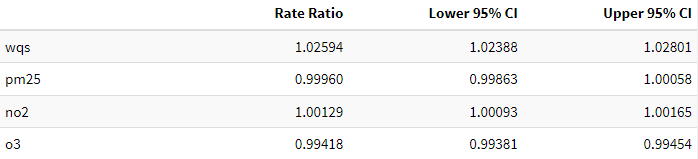 Rate Ratio Lower 95% CI Upper 95% CI
wqs 1.02594 1.02388 1.02801
pm25 0.99960 0.99863 1.00058
no2 1.00129 1.00093 1.00165
o3 0.99418 0.99381 0.99454